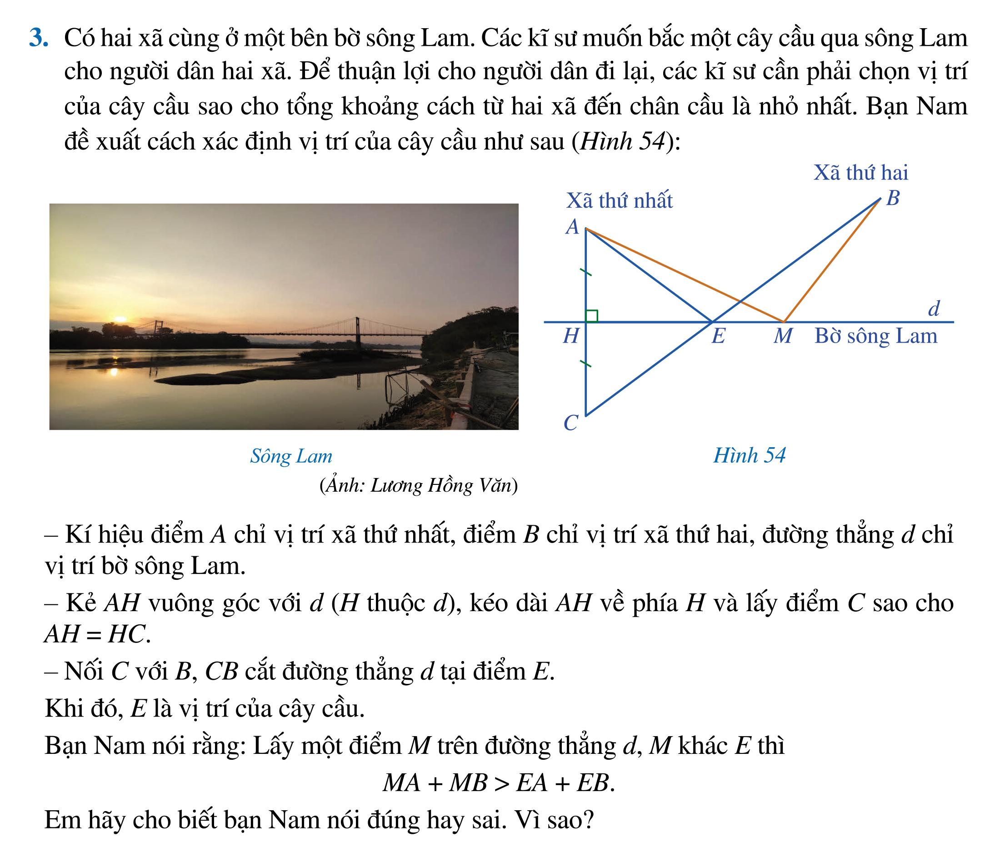 3. Có hai xã cùng ở một bên bờ sông Lam. Các kĩ sư muốn bắc một cây cầu qua sông Lam
cho người dân hai xã. Để thuận lợi cho người dân đi lại, các kĩ sư cần phải chọn vị trí
của cây cầu sao cho tổng khoảng cách từ hai xã đến chân cầu là nhỏ nhất. Bạn Nam
đề xuất cách xác định vị trí của cây cầu như sau (Hình 54):
Xã thứ hai
B
Xã thứ nhất
A
d
H
E
M
Bờ sông Lam
C
Sông Lam
(Ảnh: Lương Hồng Văn)
Hình 54
– Kí hiệu điểm A chỉ vị trí xã thứ nhất, điểm B chỉ vị trí xã thứ hai, đường thẳng d chỉ
vị trí bờ sông Lam.
– Kẻ AH vuông góc với d (H thuộc d), kéo dài AH về phía H và lấy điểm C sao cho
AH = HC.
– Nối C với B, CB cắt đường thẳng d tại điểm E.
Khi đó, E là vị trí của cây cầu.
Bạn Nam nói rằng: Lấy một điểm M trên đường thẳng d, M khác E thì
MA + MB > EA + EB.
Em hãy cho biết bạn Nam nói đúng hay sai. Vì sao?